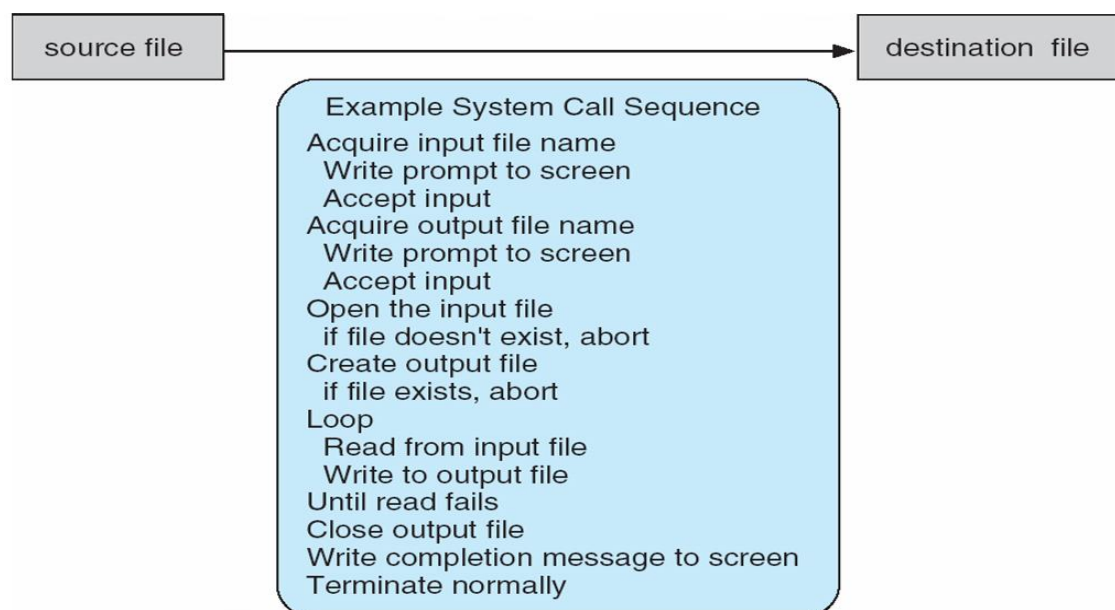 source file
destination file
Example System Call Sequence
Acquire input file name
Write prompt to screen
Accept input
Acquire output file name
Write prompt to screen
Accept input
Open the input file
if file doesn't exist, abort
Create output file
if file exists, abort
Loop
Read from input file
Write to output file
Until read fails
Close output file
Write completion message to screen
Terminate normally